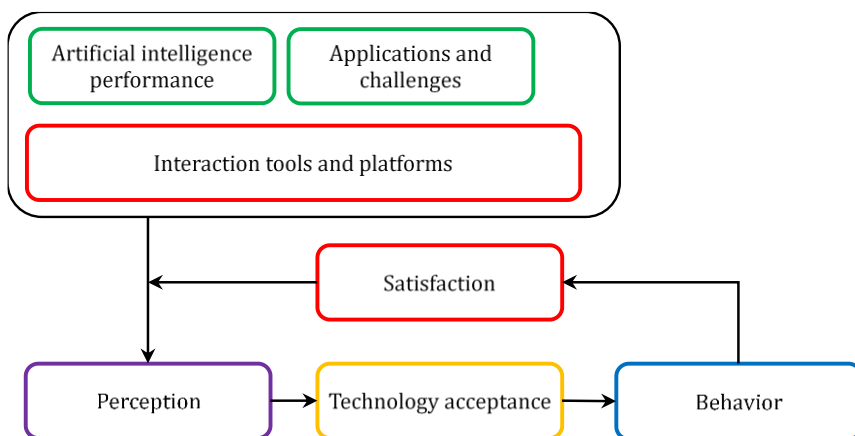 Artificial intelligence
performance
Applications and
challenges
Interaction tools and platforms
Satisfaction
Perception
Technology acceptance
Behavior